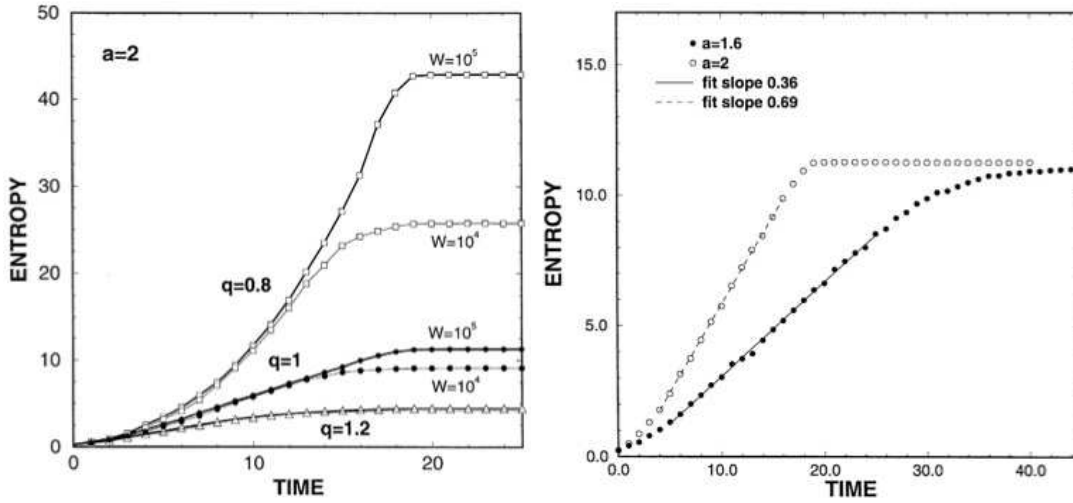 a=2
W=10⁵
W=10⁴
q=0.8
W=10⁵
q=1
W=10⁴
q=1.2
50
40
30
20
10
0
0 10 20
ENTROPY
TIME
a=1.6
a=2
fit slope 0.36
fit slope 0.69
15.0
10.0
5.0
0.0
0.0 10.0 20.0 30.0 40.0
ENTROPY
TIME